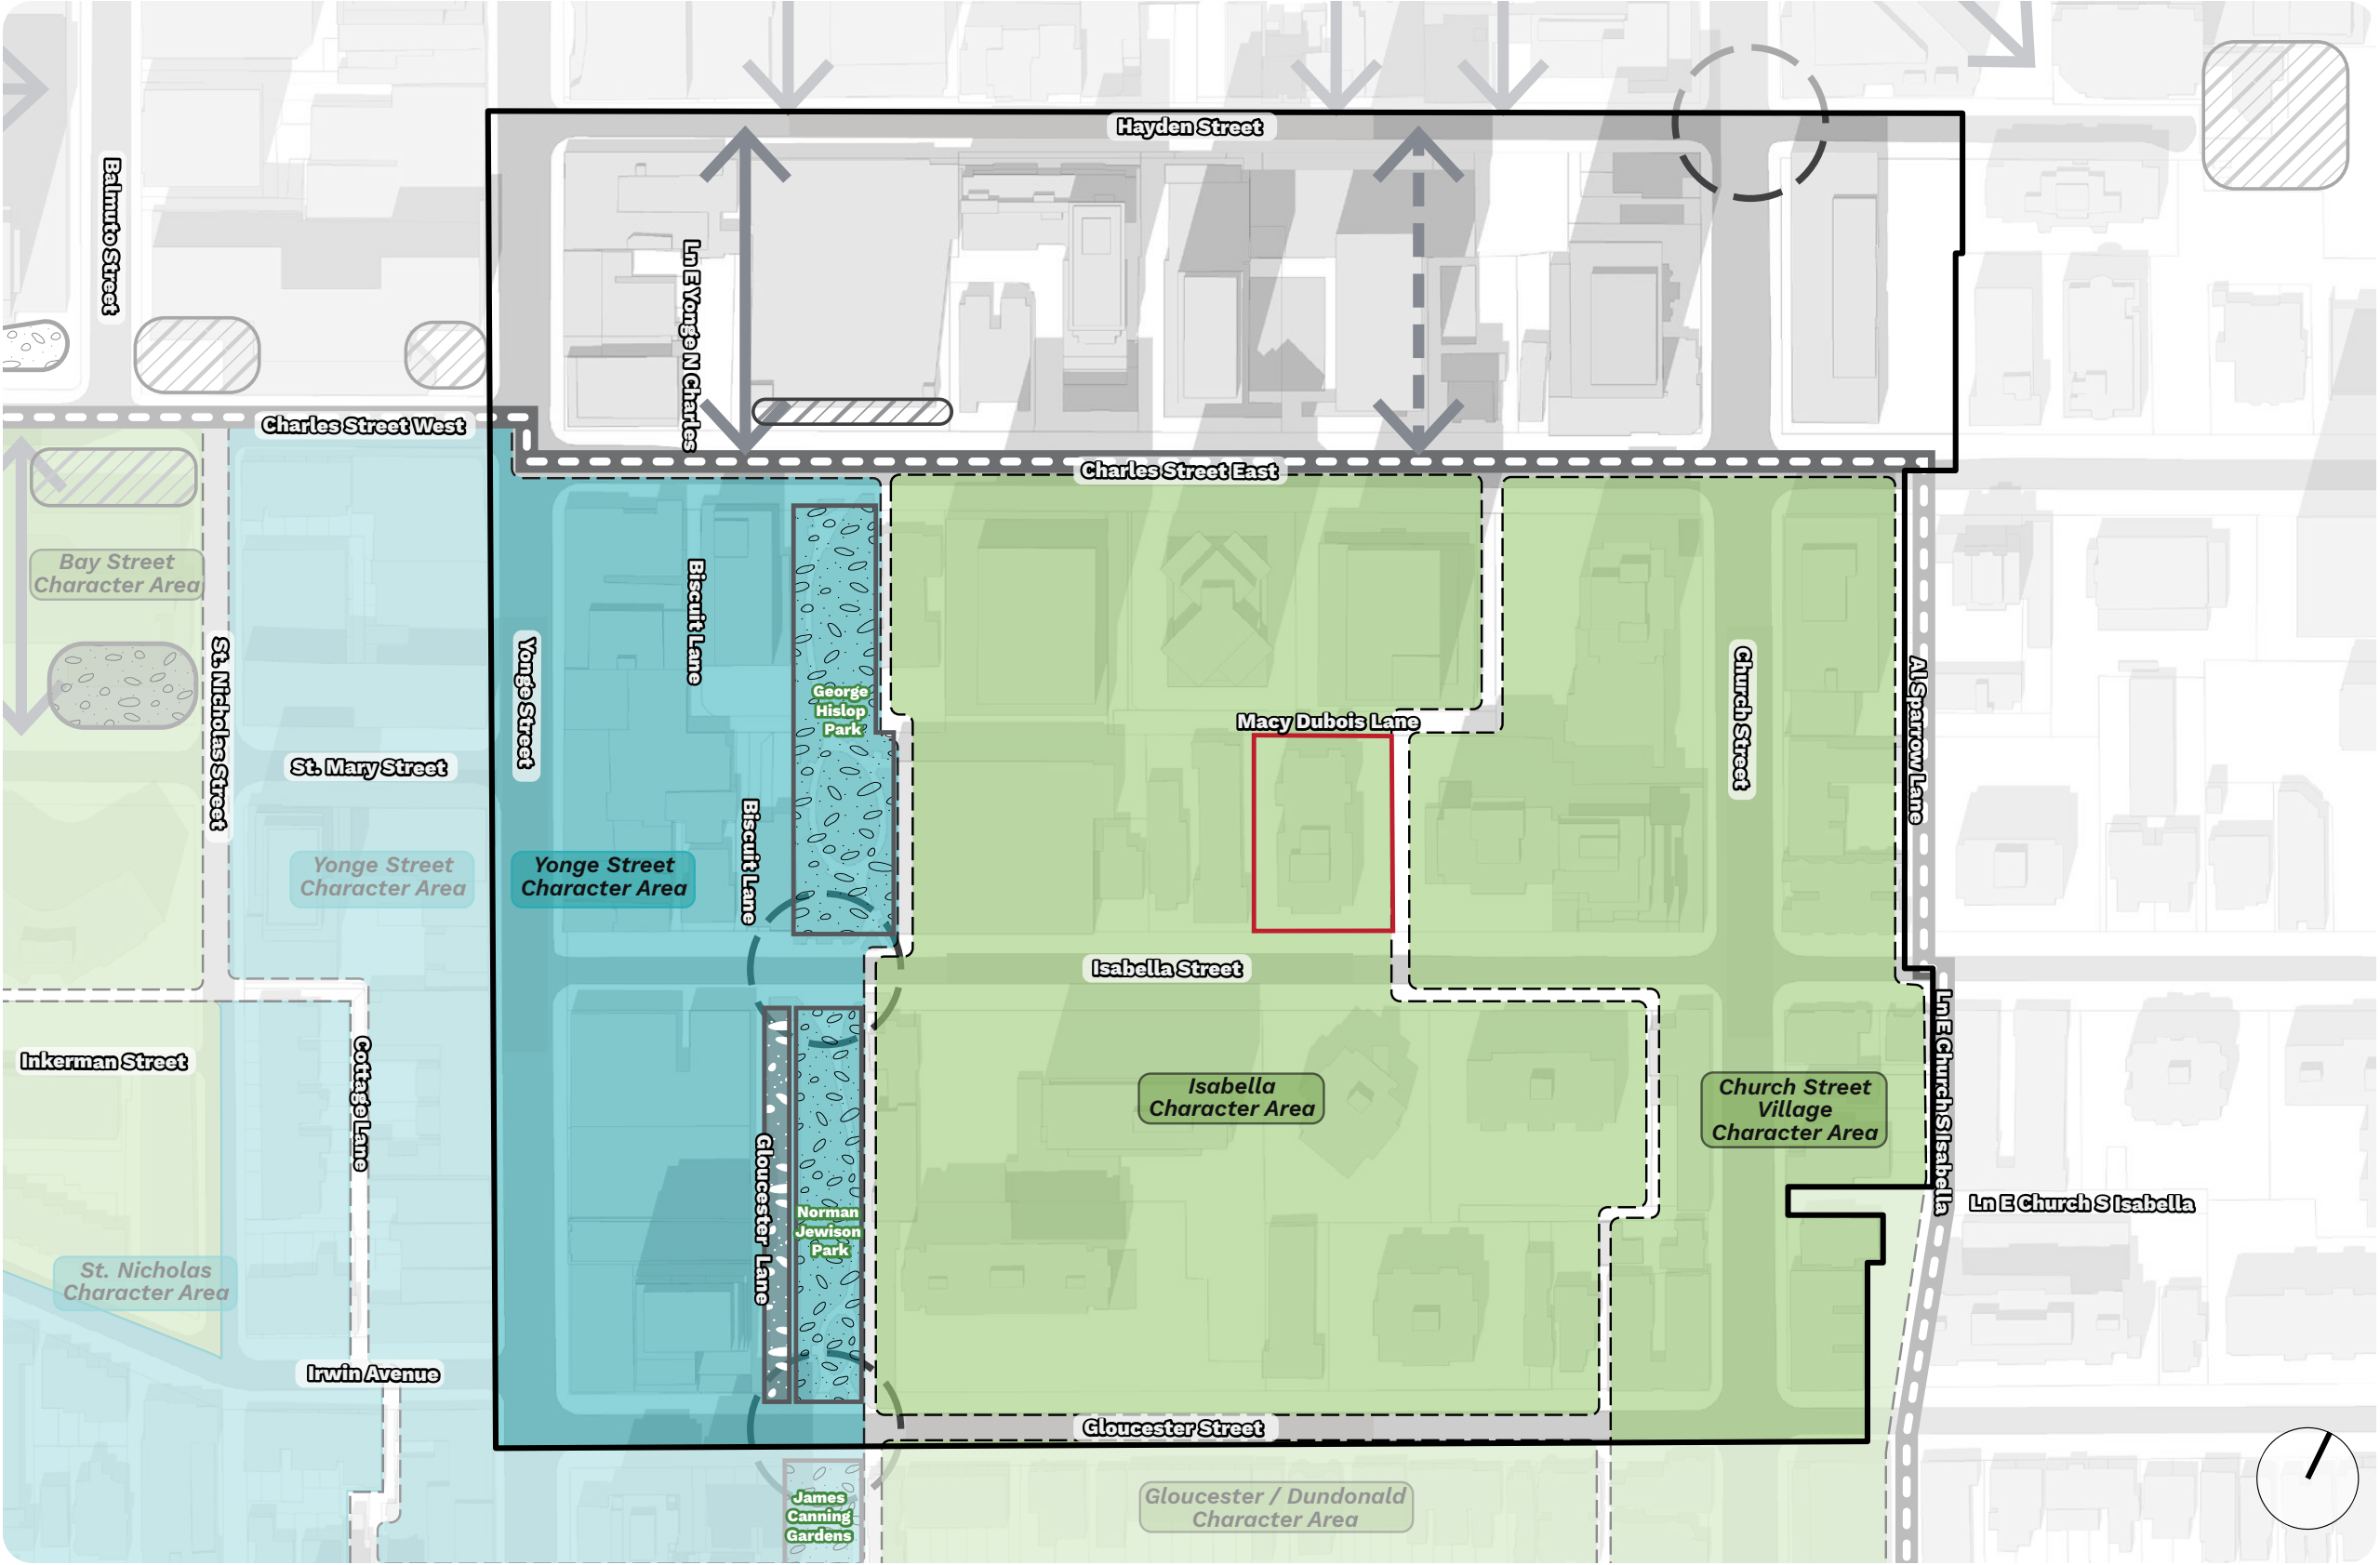 Hayden Street
Balmuto Street
Ln E Yonge N Charles
Charles Street West
Charles Street East
Bay Street
Character Area
Biscuit Lane
St. Nicholas Street
Yonge Street
George
Hislop
Park
Macy Dubois Lane
Church Street
Al Sparrow Lane
St. Mary Street
Biscuit Lane
Yonge Street
Character Area
Yonge Street
Character Area
Isabella Street
Inkerman Street
Cottage Lane
Isabella
Character Area
Church Street
Village
Character Area
Ln E Church S Isabella
Ln E Church S Isabella
Gloucester Lane
Norman
Jewison
Park
St. Nicholas
Character Area
Irwin Avenue
Gloucester Street
James
Canning
Gardens
Gloucester / Dundonald
Character Area